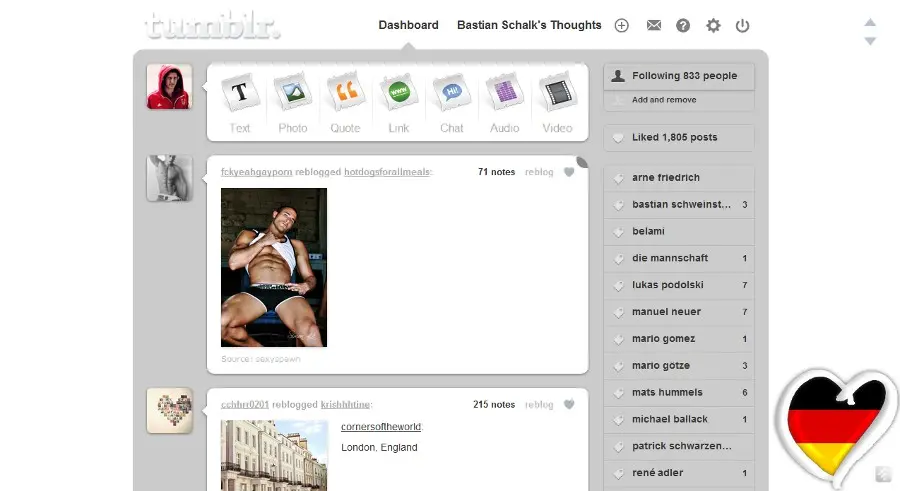 tumblr.
Dashboard
Bastian Schalk's Thoughts
T
www
Hi!
Text
Photo
Quote
Link
Chat
Audio
Video
Following 833 people
Add and remove
Liked 1,805 posts
fckyeahgayporn reblogged hotdogsforallmeals:
71 notes
reblog
Source: sexyspawn
cchhrr0201 reblogged krishhhtine:
215 notes
reblog
cornersoftheworld:
London, England
arne friedrich
bastian schweinst... 3
belami
die mannschaft 1
lukas podolski 7
manuel neuer 7
mario gomez 1
mario götze 3
mats hummels 6
michael ballack 1
patrick schwarzen...
rené adler 1